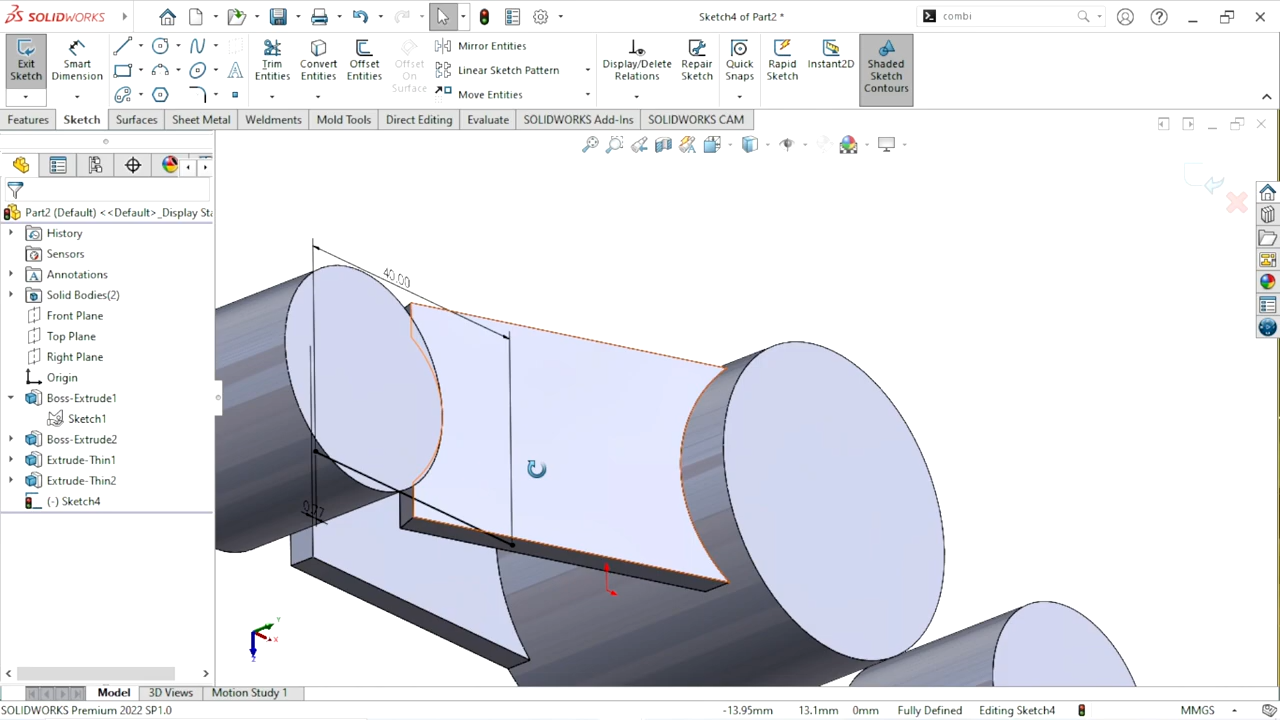 SOLIDWORKS
Sketch4 of Part2 *
combi
Exit Sketch
Smart Dimension
Trim Entities
Convert Entities
Offset Entities
Offset On Surface
Mirror Entities
Linear Sketch Pattern
Move Entities
Display/Delete Relations
Repair Sketch
Quick Snaps
Rapid Sketch
Instant2D
Shaded Sketch Contours
Features
Sketch
Surfaces
Sheet Metal
Weldments
Mold Tools
Direct Editing
Evaluate
SOLIDWORKS Add-Ins
SOLIDWORKS CAM
Part2 (Default) <<Default>_Display Sta
History
Sensors
Annotations
Solid Bodies(2)
Front Plane
Top Plane
Right Plane
Origin
Boss-Extrude1
Sketch1
Boss-Extrude2
Extrude-Thin1
Extrude-Thin2
(-) Sketch4
40.00
Model
3D Views
Motion Study 1
SOLIDWORKS Premium 2022 SP1.0
-13.95mm
13.1mm
0mm
Fully Defined
Editing Sketch4
MMGS